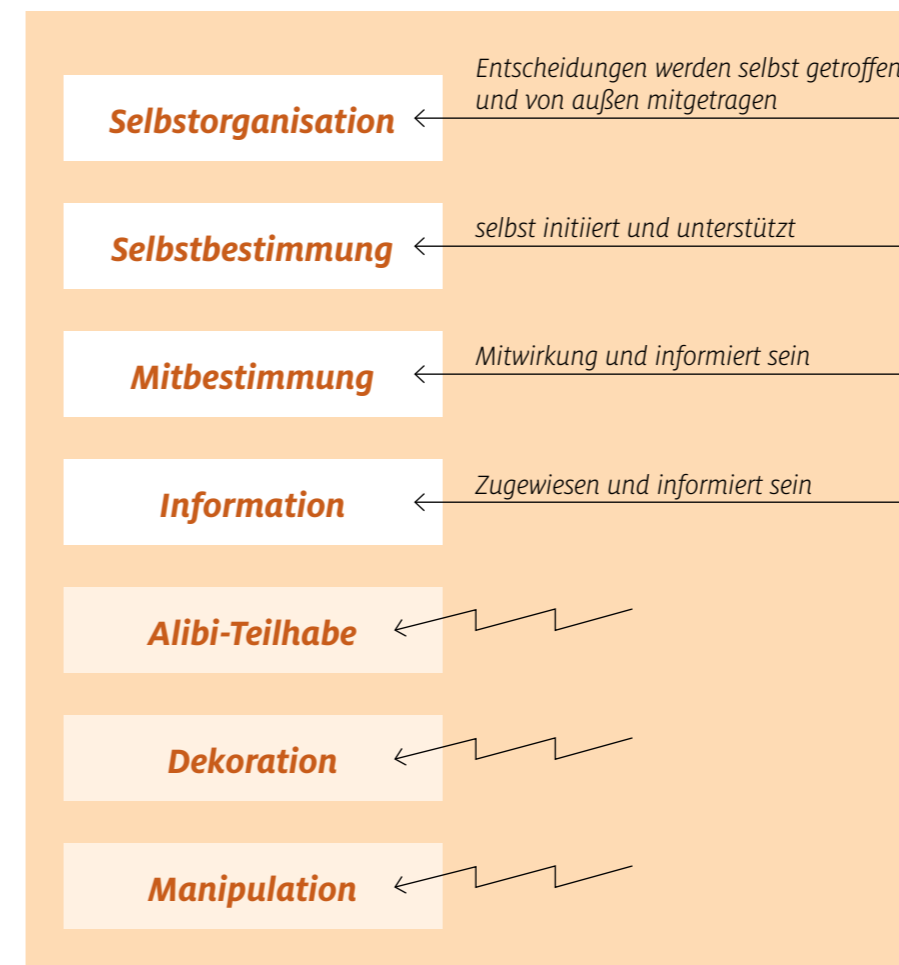 Entscheidungen werden selbst getroffen
und von außen mitgetragen
Selbstorganisation
selbst initiiert und unterstützt
Selbstbestimmung
Mitwirkung und informiert sein
Mitbestimmung
Zugewiesen und informiert sein
Information
Alibi-Teilhabe
Dekoration
Manipulation